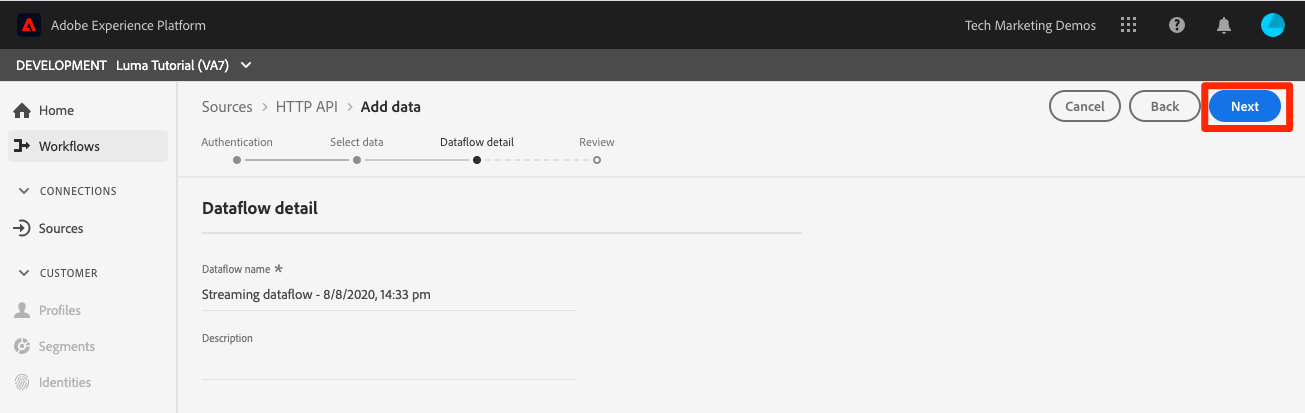 Adobe Experience Platform
Tech Marketing Demos
DEVELOPMENT Luma Tutorial (VA7)
Home
Workflows
CONNECTIONS
Sources
CUSTOMER
Profiles
Segments
Identities
Sources > HTTP API > Add data
Cancel
Back
Next
Authentication
Select data
Dataflow detail
Review
Dataflow detail
Dataflow name *
Streaming dataflow - 8/8/2020, 14:33 pm
Description